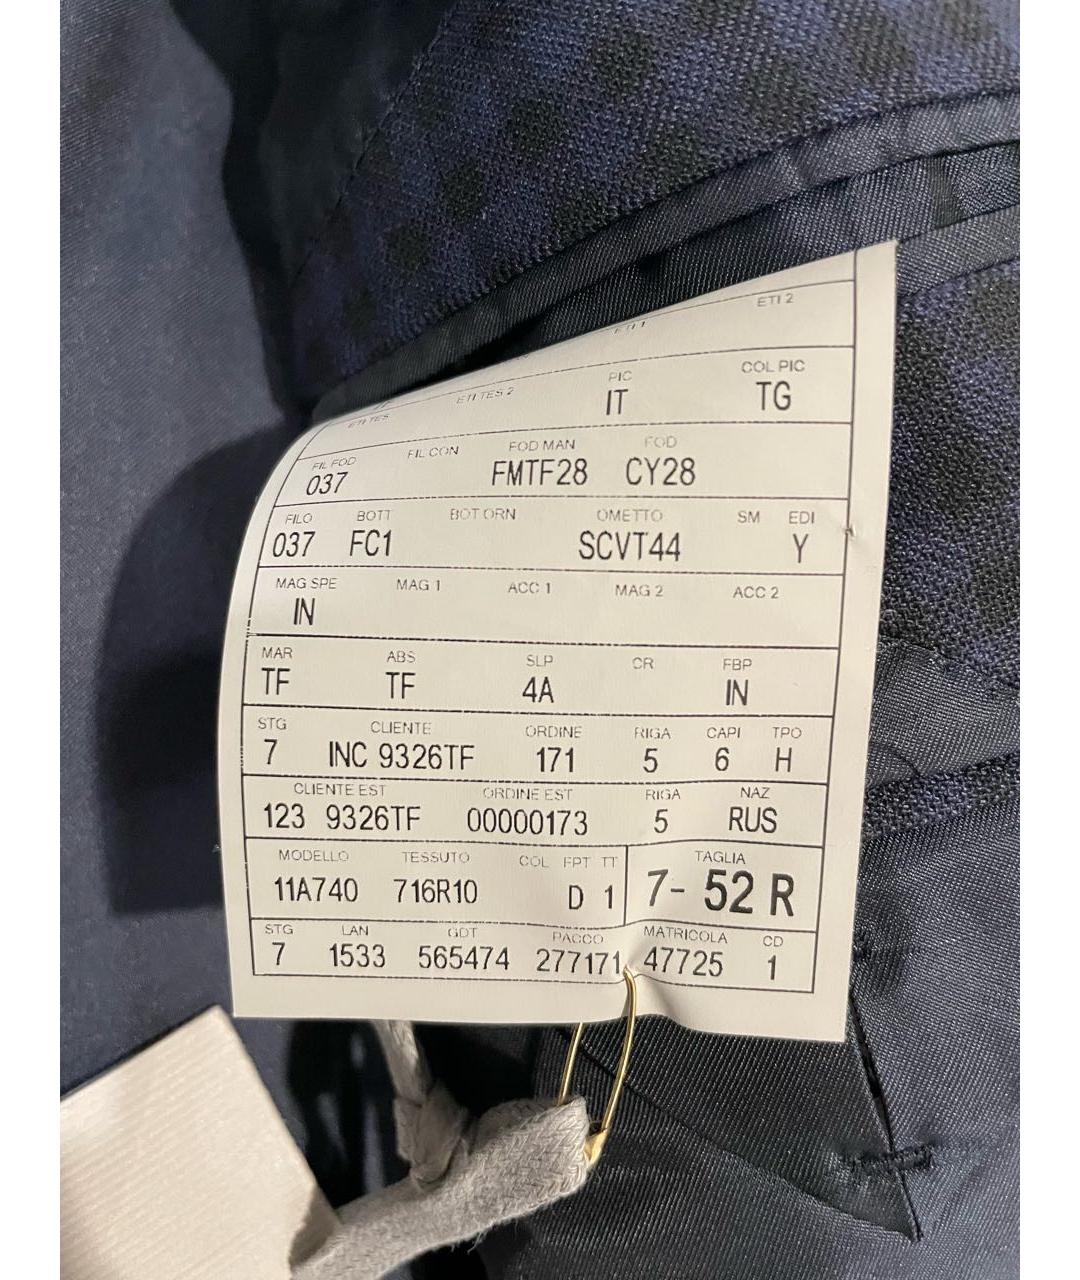 ETI 2
ETI 1
ETI TES ETI TES 2 PIC COL PIC
IT TG
FIL FOD FIL CON FOD MAN FOD
037 FMTF28 CY28
FILO BOTT BOT ORN OMETTO SM EDI
037 FC1 SCVT44 Y
MAG SPE MAG 1 ACC 1 MAG 2 ACC 2
IN
MAR ABS SLP CR FBP
TF TF 4A IN
STG CLIENTE ORDINE RIGA CAPI TPO
7 INC 9326TF 171 5 6 H
CLIENTE EST ORDINE EST RIGA NAZ
123 9326TF 00000173 5 RUS
MODELLO TESSUTO COL FPT TT TAGLIA
11A740 716R10 D 1 7- 52 R
STG LAN GDT PACCO MATRICOLA CD
7 1533 565474 277171 47725 1